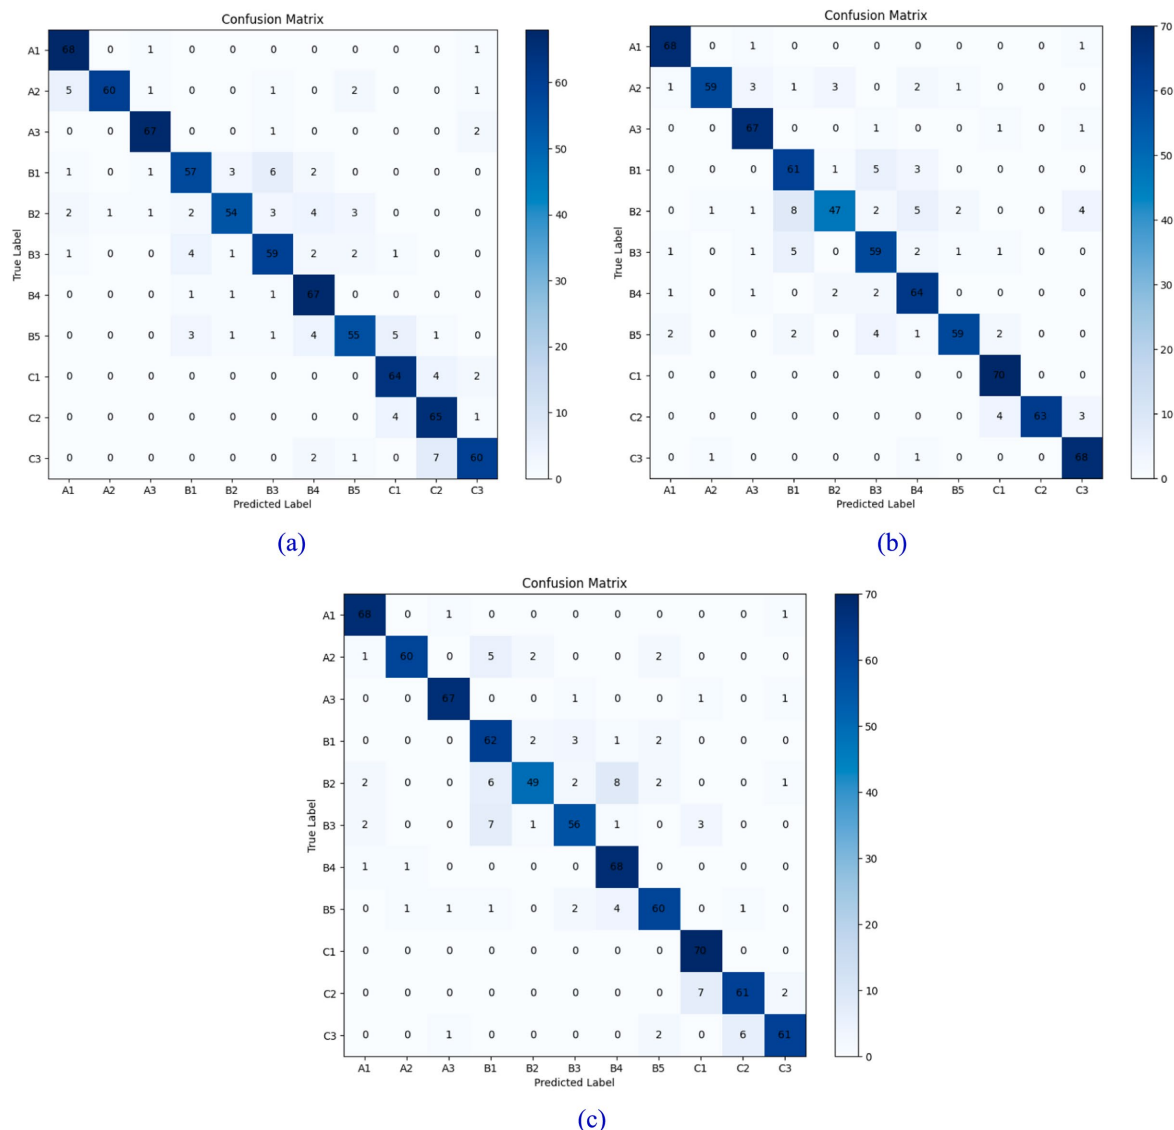 Confusion Matrix
A1 68 0 1 0 0 0 0 0 0 0 1
A2 5 60 1 0 0 1 0 2 0 0 1
A3 0 0 67 0 0 1 0 0 0 0 2
B1 1 0 1 57 3 6 2 0 0 0 0
B2 2 1 1 2 54 3 4 3 0 0 0
B3 1 0 0 4 1 59 2 2 1 0 0
B4 0 0 0 1 1 1 67 0 0 0 0
B5 0 0 0 3 1 1 4 55 5 1 0
C1 0 0 0 0 0 0 0 0 64 4 2
C2 0 0 0 0 0 0 0 0 4 65 1
C3 0 0 0 0 0 0 2 1 0 7 60
A1 A2 A3 B1 B2 B3 B4 B5 C1 C2 C3
True Label
Predicted Label
60
50
40
30
20
10
0
(a)
Confusion Matrix
A1 68 0 1 0 0 0 0 0 0 0 1
A2 1 59 3 1 3 0 2 1 0 0 0
A3 0 0 67 0 0 1 0 0 1 0 1
B1 0 0 0 61 1 5 3 0 0 0 0
B2 0 1 1 8 47 2 5 2 0 0 4
B3 1 0 1 5 0 59 2 1 1 0 0
B4 1 0 1 0 2 2 64 0 0 0 0
B5 2 0 0 2 0 4 1 59 2 0 0
C1 0 0 0 0 0 0 0 0 70 0 0
C2 0 0 0 0 0 0 0 0 4 63 3
C3 0 1 0 0 0 0 1 0 0 0 68
A1 A2 A3 B1 B2 B3 B4 B5 C1 C2 C3
True Label
Predicted Label
70
60
50
40
30
20
10
0
(b)
Confusion Matrix
A1 68 0 1 0 0 0 0 0 0 0 1
A2 1 60 0 5 2 0 0 2 0 0 0
A3 0 0 67 0 0 1 0 0 1 0 1
B1 0 0 0 62 2 3 1 2 0 0 0
B2 2 0 0 6 49 2 8 2 0 0 1
B3 2 0 0 7 1 56 1 0 3 0 0
B4 1 1 0 0 0 0 68 0 0 0 0
B5 0 1 1 1 0 2 4 60 0 1 0
C1 0 0 0 0 0 0 0 0 70 0 0
C2 0 0 0 0 0 0 0 0 7 61 2
C3 0 0 1 0 0 0 0 2 0 6 61
A1 A2 A3 B1 B2 B3 B4 B5 C1 C2 C3
True Label
Predicted Label
70
60
50
40
30
20
10
0
(c)